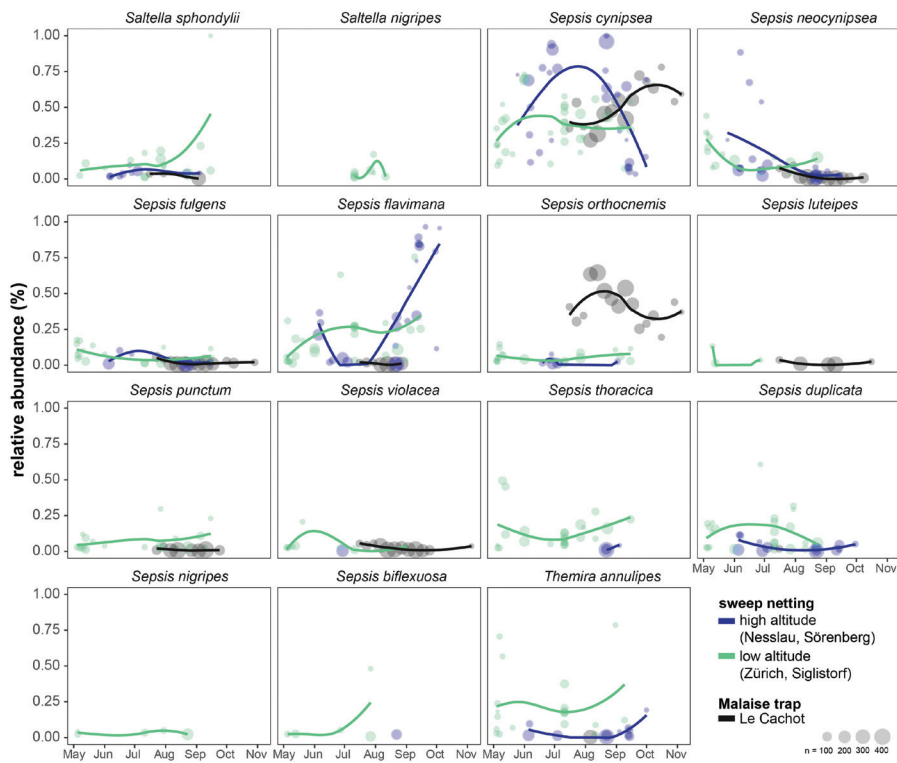 Saltella sphondylii Saltella nigripes Sepsis cynipsea Sepsis neocynipsea
1.00
0.75
0.50
0.25
0.00
Sepsis fulgens Sepsis flavimana Sepsis orthocnemis Sepsis luteipes
1.00
0.75
0.50
0.25
0.00
relative abundance (%)
Sepsis punctum Sepsis violacea Sepsis thoracica Sepsis duplicata
1.00
0.75
0.50
0.25
0.00
May Jun Jul Aug Sep Oct Nov
Sepsis nigripes Sepsis biflexuosa Themira annulipes
1.00
0.75
0.50
0.25
0.00
May Jun Jul Aug Sep Oct Nov May Jun Jul Aug Sep Oct Nov May Jun Jul Aug Sep Oct Nov
sweep netting
high altitude
(Nesslau, Sörenberg)
low altitude
(Zürich, Siglistorf)
Malaise trap
Le Cachot
n = 100 200 300 400